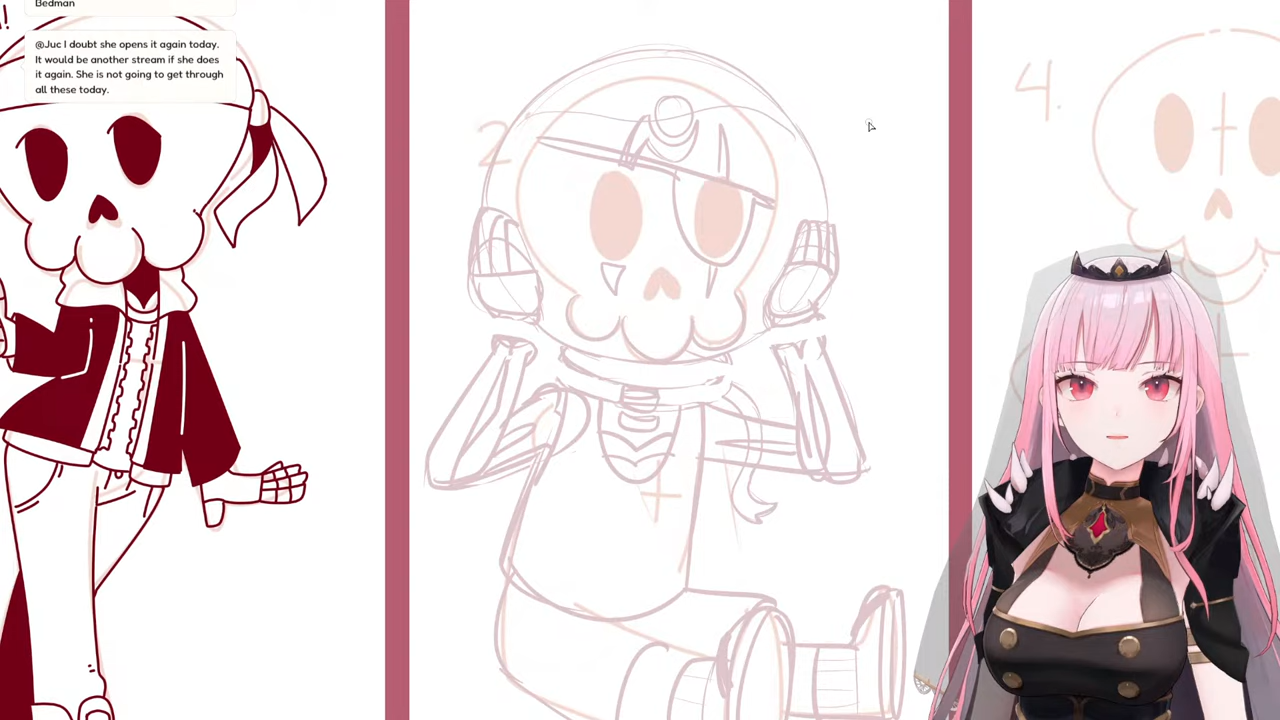 !
Bedman
@Juc I doubt she opens it again today.
It would be another stream if she does
it again. She is not going to get through
all these today.
2
4.